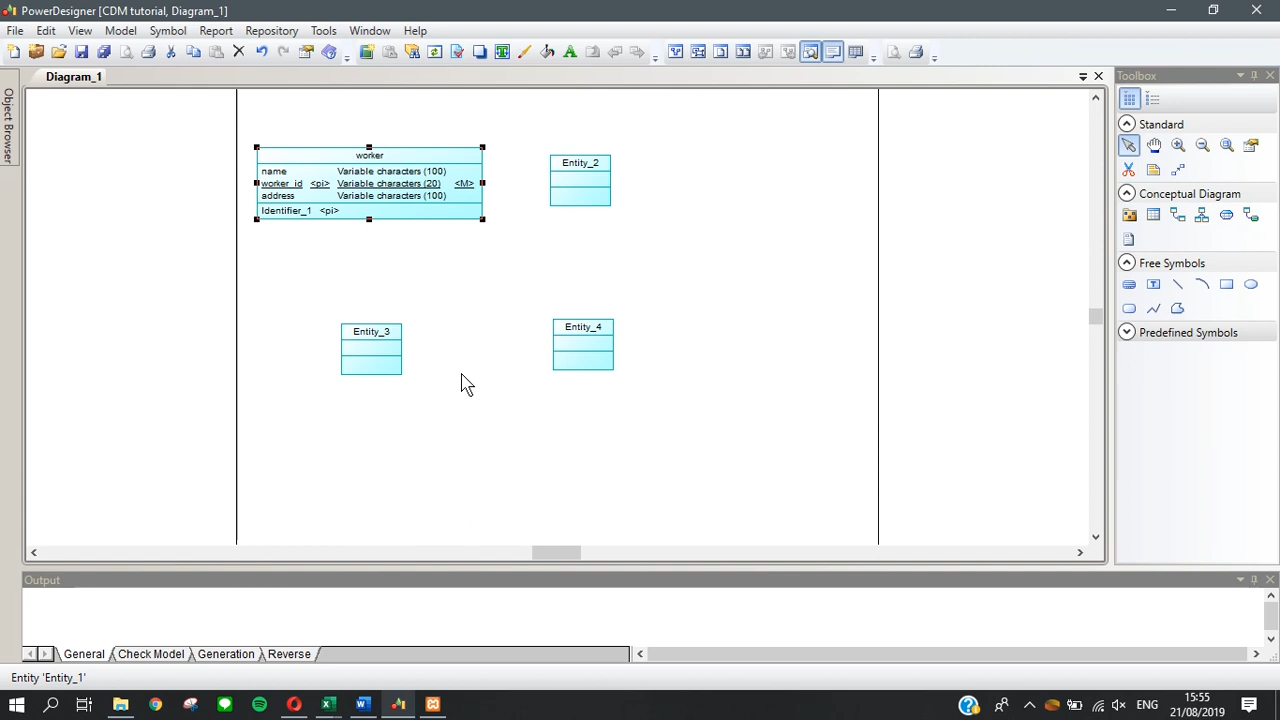 PowerDesigner [CDM tutorial, Diagram_1]
File Edit View Model Symbol Report Repository Tools Window Help
Diagram_1
Object Browser
worker
name Variable characters (100)
worker_id <pi> Variable characters (20) <M>
address Variable characters (100)
Identifier_1 <pi>
Entity_2
Entity_3
Entity_4
Toolbox
Standard
Conceptual Diagram
Free Symbols
Predefined Symbols
Output
General Check Model Generation Reverse
Entity 'Entity_1'
ENG
15:55
21/08/2019